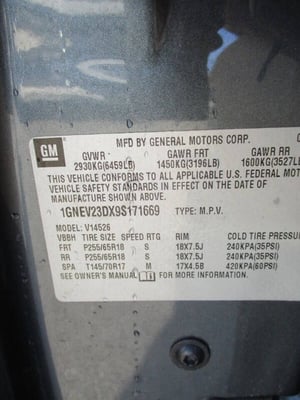 GM
MFD BY GENERAL MOTORS CORP.
GVWR GAWR FRT GAWR RR
2930KG(6459LB) 1450KG(3196LB) 1600KG(3527LB
THIS VEHICLE CONFORMS TO ALL APPLICABLE U.S. FEDERAL MOT
VEHICLE SAFETY STANDARDS IN EFFECT ON THE DATE OF
MANUFACTURE SHOWN ABOVE.
1GNEV23DX9S171669 TYPE: M.P.V.
MODEL: V14526
VBBH TIRE SIZE SPEED RTG RIM COLD TIRE PRESSU
FRT P255/65R18 S 18X7.5J 240KPA(35PSI)
RR P255/65R18 S 18X7.5J 240KPA(35PSI)
SPA T145/70R17 M 17X4.5B 420KPA(60PSI)
SEE OWNER'S MANUAL FOR MORE INFORMATION.